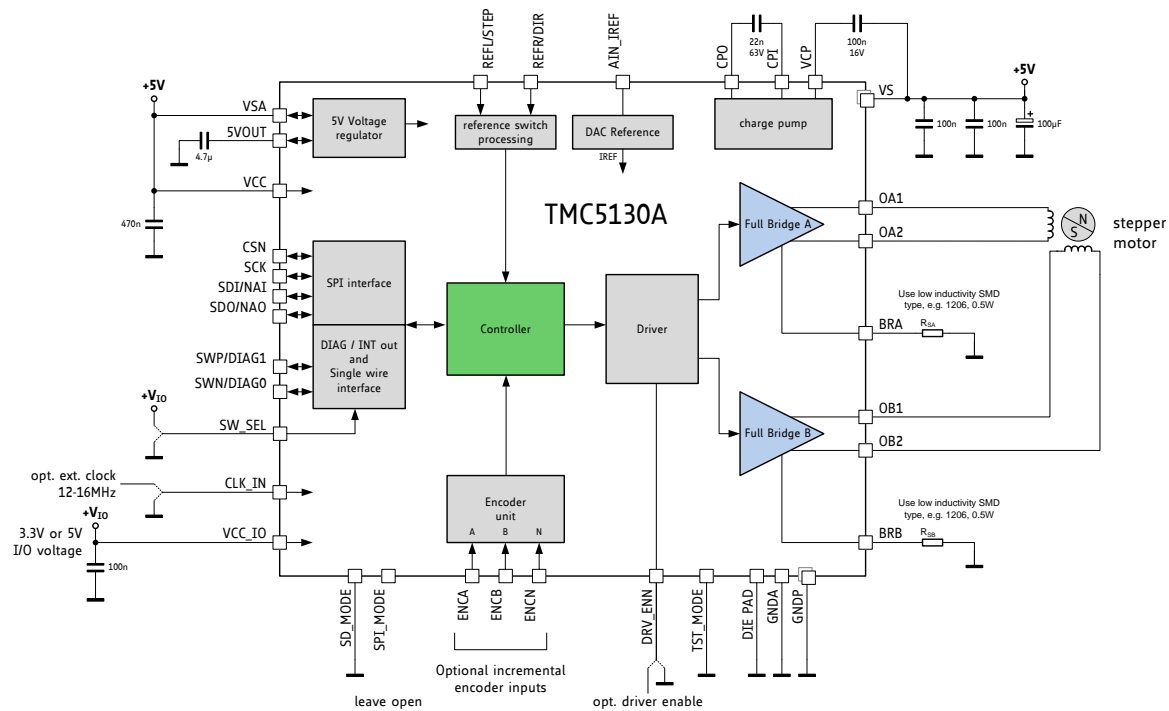 REFL/STEP
REFR/DIR
AIN_IREF
CPO
22n
63V
CPI
VCP
100n
16V
+5V
VSA
5VOUT
4.7µ
5V Voltage
regulator
reference switch
processing
DAC Reference
IREF
charge pump
VS
+5V
100n
100n
+
100µF
VCC
470n
TMC5130A
Full Bridge A
OA1
OA2
N
S
stepper
motor
CSN
SCK
SDI/NAI
SDO/NAO
SPI interface
Controller
Driver
Use low inductivity SMD
type, e.g. 1206, 0.5W
BRA
RSA
SWP/DIAG1
SWN/DIAG0
DIAG / INT out
and
Single wire
interface
+VIO
SW_SEL
Full Bridge B
OB1
OB2
opt. ext. clock
12-16MHz
CLK_IN
Encoder
unit
A B N
Use low inductivity SMD
type, e.g. 1206, 0.5W
BRB
RSB
+VIO
3.3V or 5V
I/O voltage
VCC_IO
100n
SD_MODE
SPI_MODE
ENCA
ENCB
ENCN
DRV_ENN
TST_MODE
DIE PAD
GNDA
GNDP
Optional incremental
encoder inputs
leave open
opt. driver enable